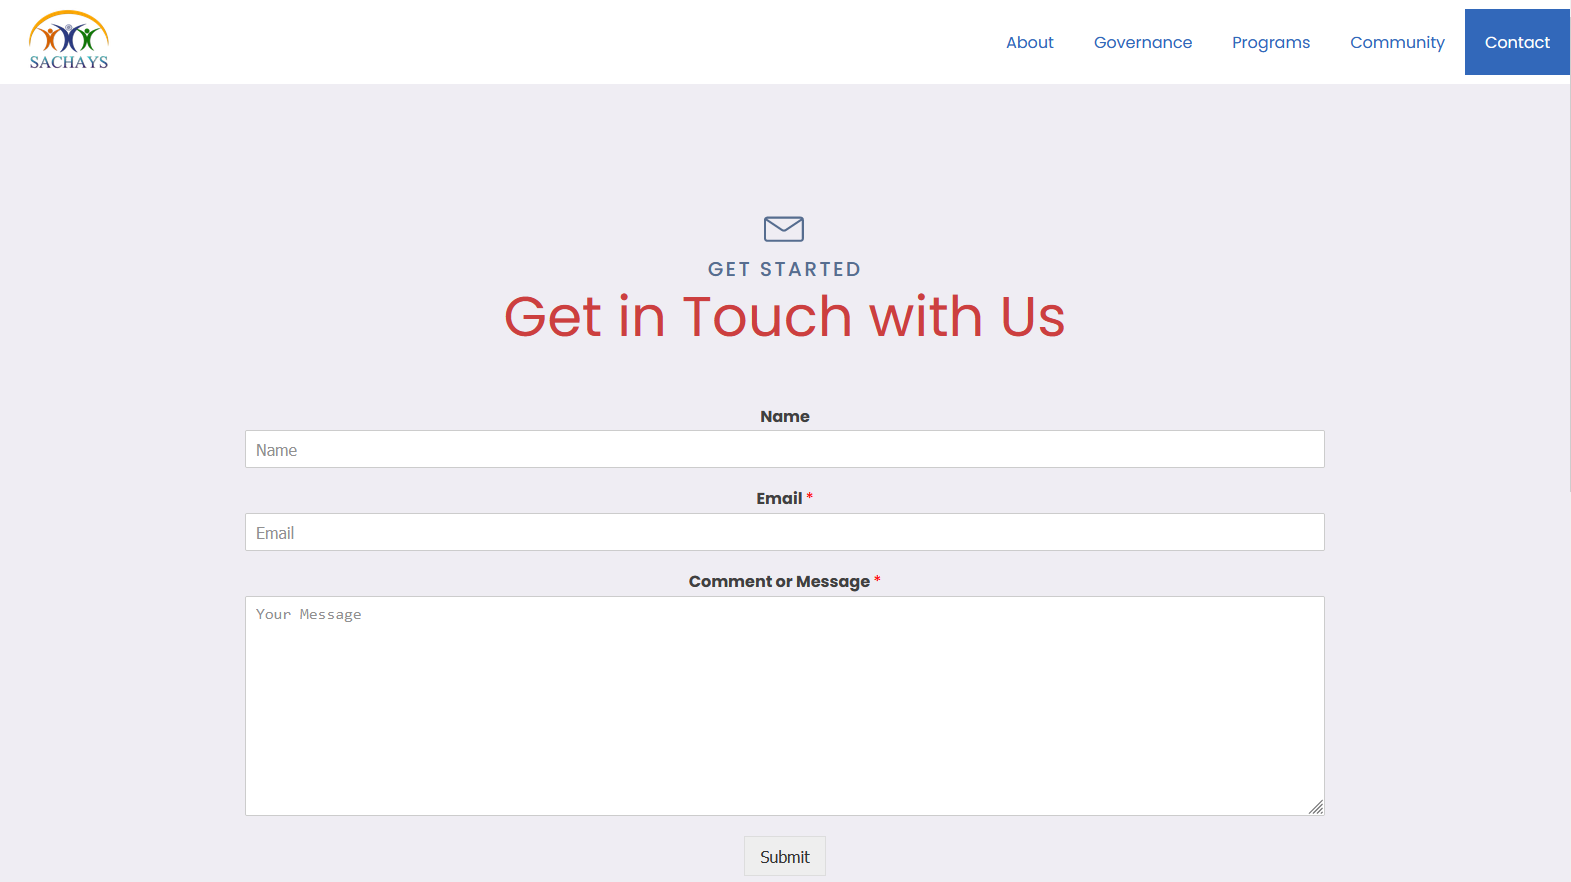 SACHAYS
About Governance Programs Community Contact
GET STARTED
Get in Touch with Us
Name
Name
Email *
Email
Comment or Message *
Your Message
Submit